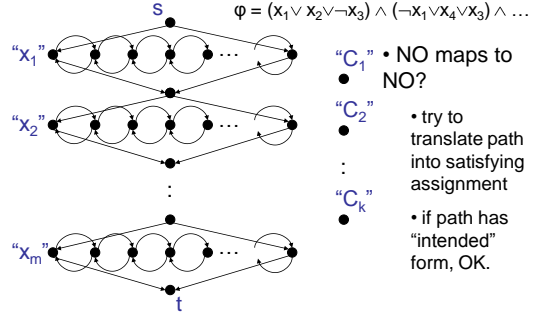 s
φ = (x₁∨ x₂∨¬x₃) ∧ (¬x₁∨x₄∨x₃) ∧ …
“x₁”
…
“x₂”
…
:
“xₘ”
…
t
“C₁”
“C₂”
:
“Cₖ”
• NO maps to
NO?
• try to
translate path
into satisfying
assignment
• if path has
“intended”
form, OK.